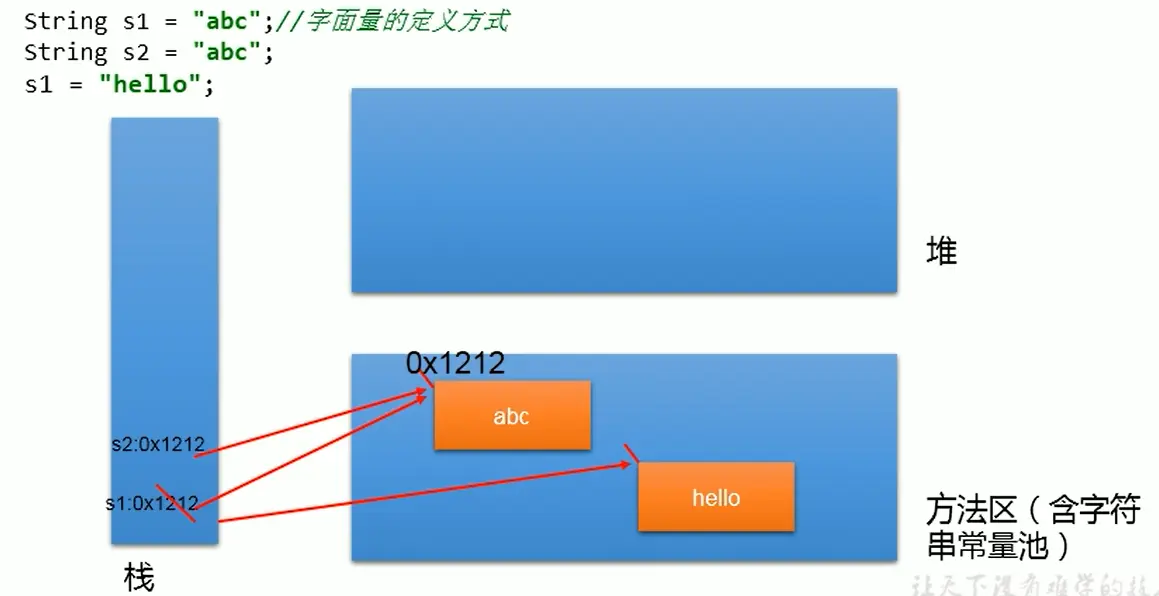 String s1 = "abc";//字面量的定义方式
String s2 = "abc";
s1 = "hello";
堆
0x1212
abc
s2:0x1212
hello
s1:0x1212
方法区（含字符
串常量池）
栈
让天下没有难学的技